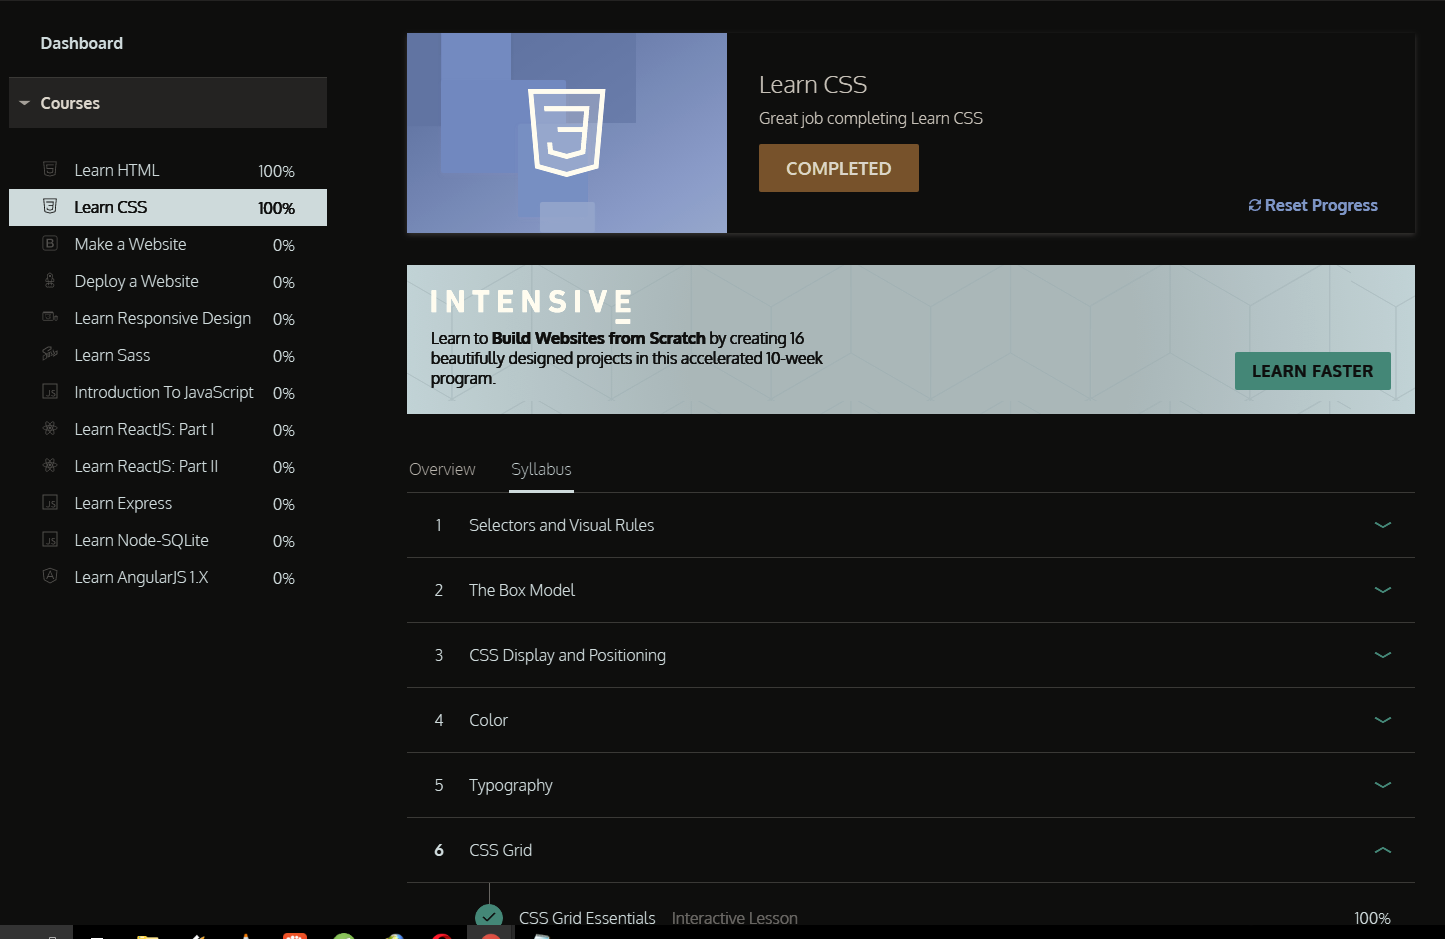 Dashboard
Courses
Learn HTML 100%
Learn CSS 100%
Make a Website 0%
Deploy a Website 0%
Learn Responsive Design 0%
Learn Sass 0%
Introduction To JavaScript 0%
Learn ReactJS: Part I 0%
Learn ReactJS: Part II 0%
Learn Express 0%
Learn Node-SQLite 0%
Learn AngularJS 1.X 0%
Learn CSS
Great job completing Learn CSS
COMPLETED
Reset Progress
INTENSIVE
Learn to Build Websites from Scratch by creating 16
beautifully designed projects in this accelerated 10-week
program.
LEARN FASTER
Overview Syllabus
1 Selectors and Visual Rules
2 The Box Model
3 CSS Display and Positioning
4 Color
5 Typography
6 CSS Grid
CSS Grid Essentials Interactive Lesson 100%